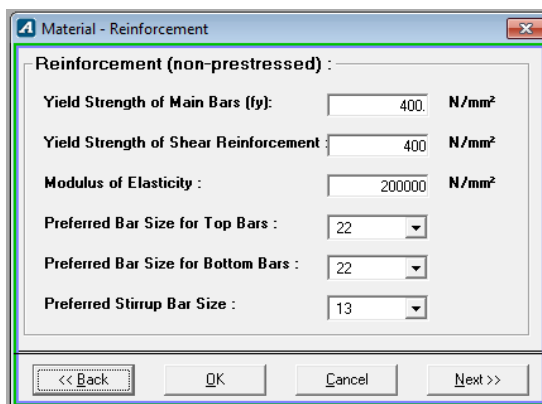 Material - Reinforcement
Reinforcement (non-prestressed) :
Yield Strength of Main Bars (fy): 400. N/mm²
Yield Strength of Shear Reinforcement : 400 N/mm²
Modulus of Elasticity : 200000 N/mm²
Preferred Bar Size for Top Bars : 22
Preferred Bar Size for Bottom Bars : 22
Preferred Stirrup Bar Size : 13
<< Back OK Cancel Next >>